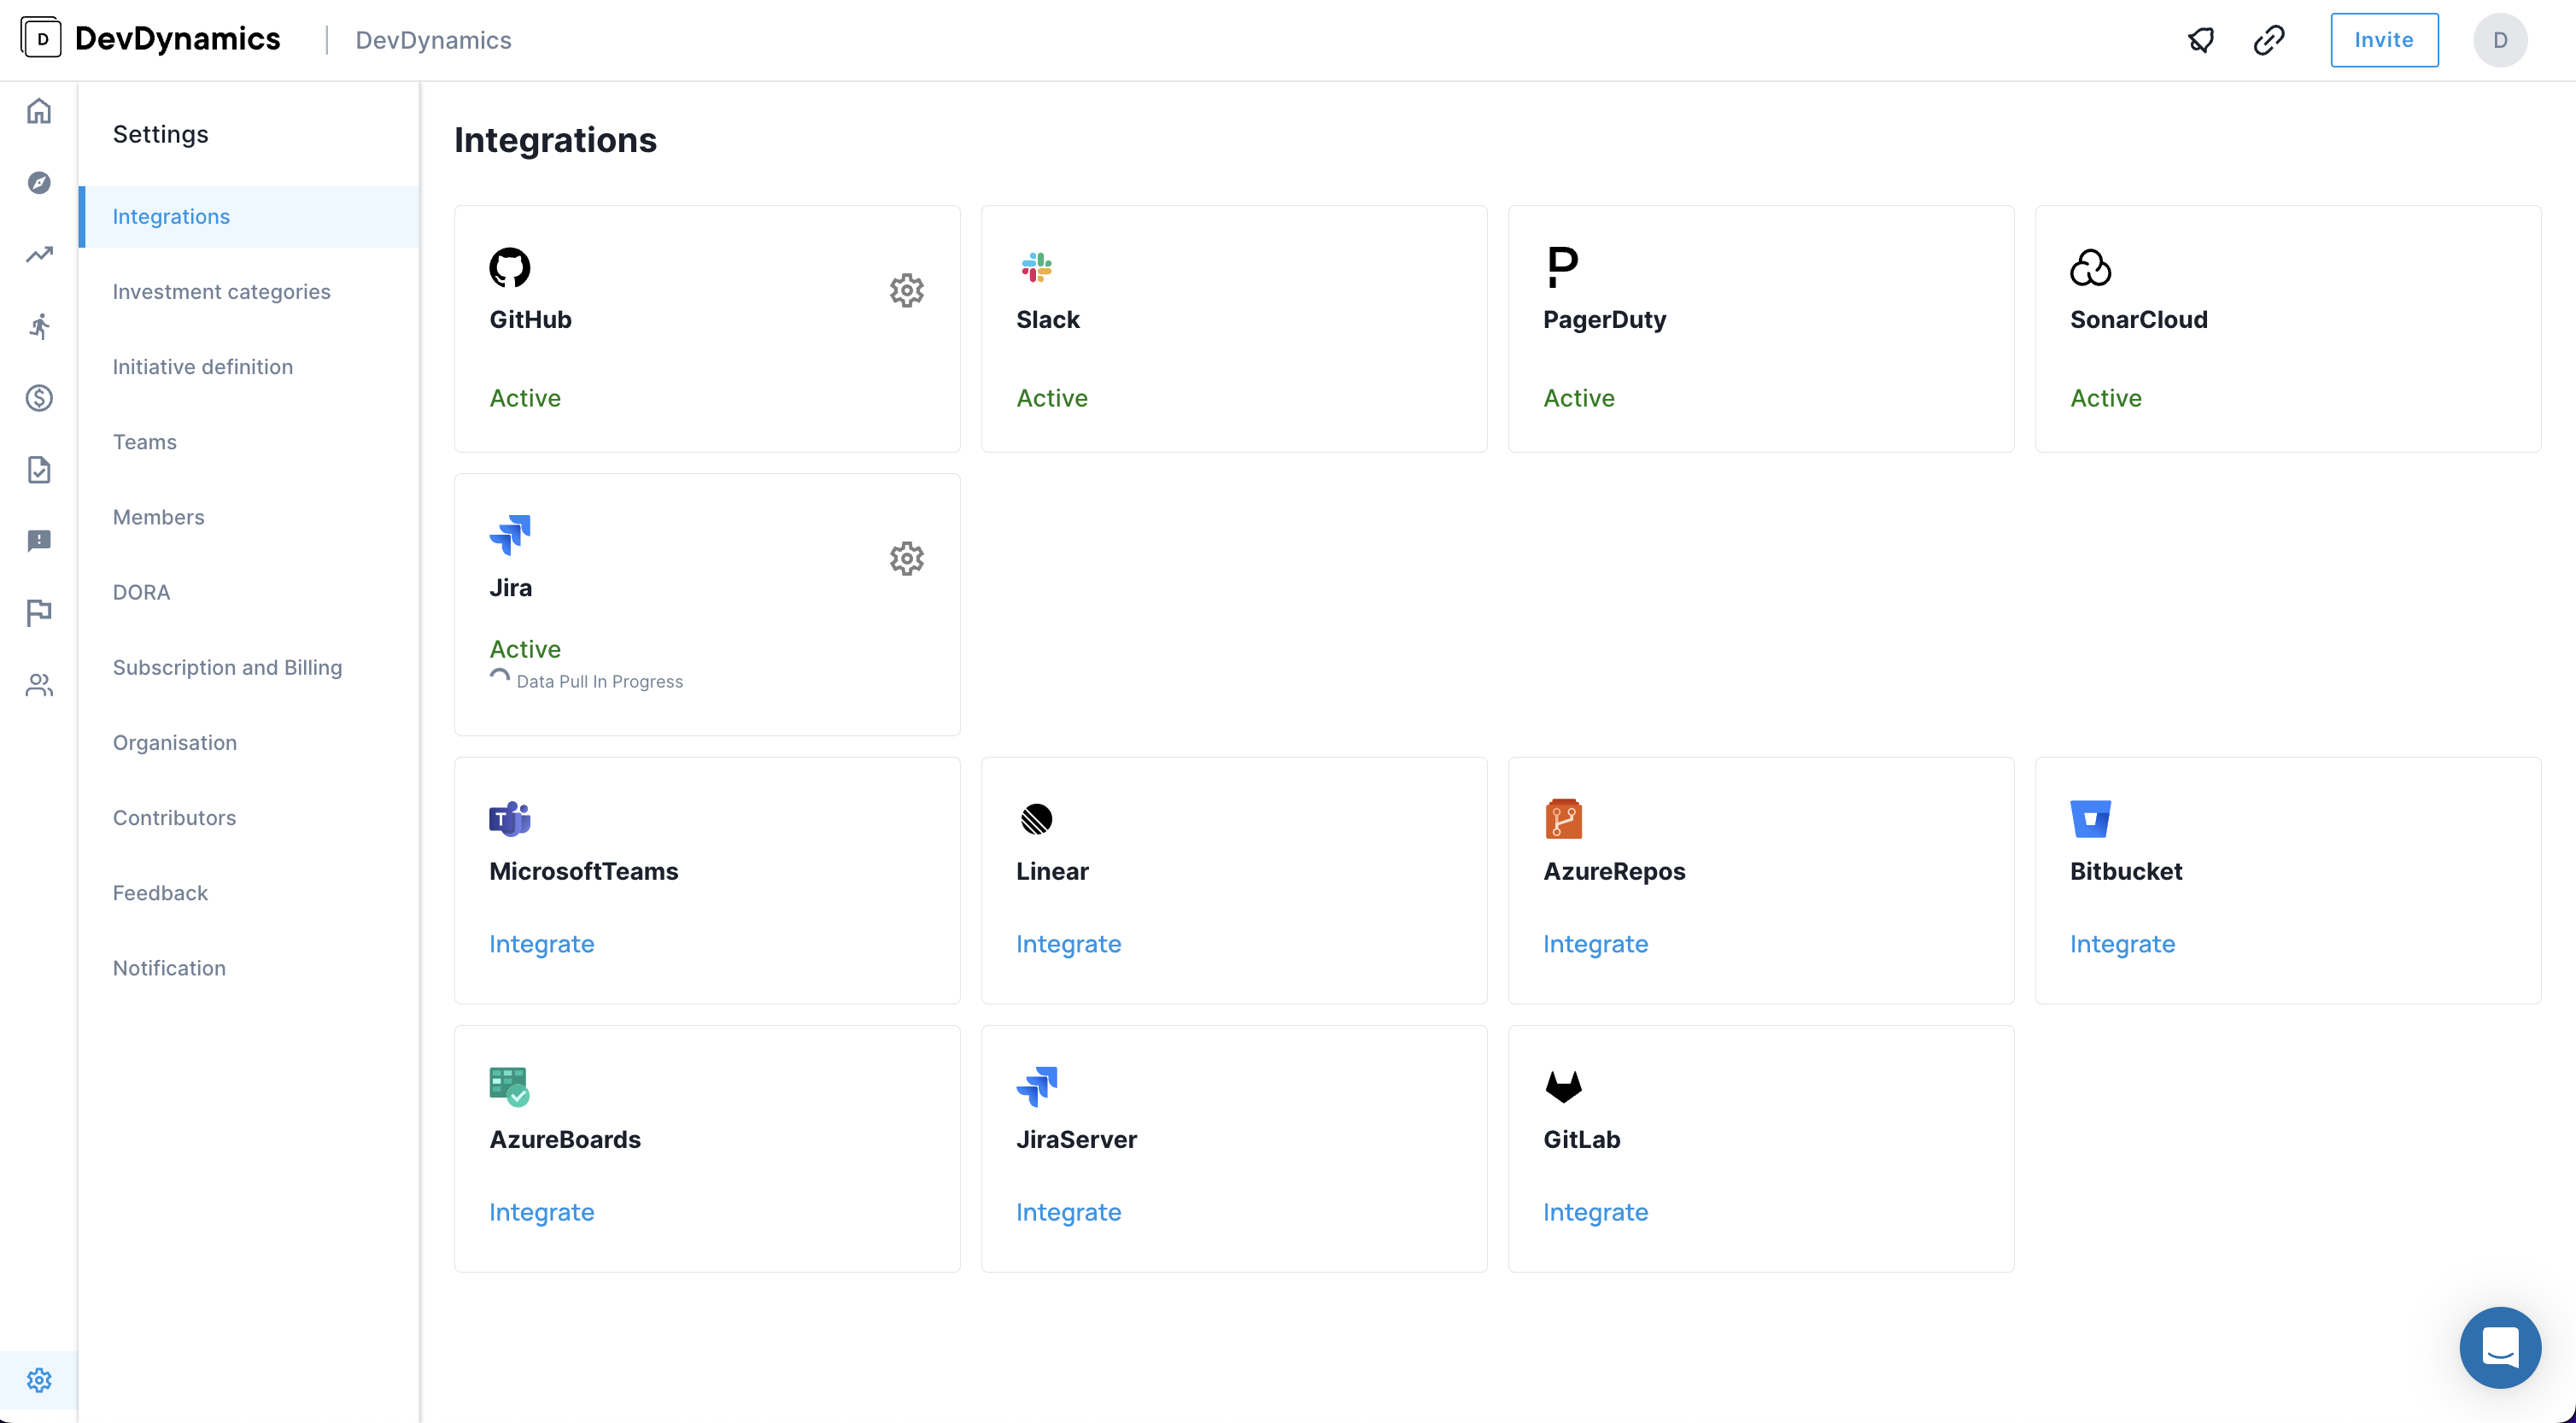 D DevDynamics | DevDynamics
Invite
D
Settings
Integrations
Investment categories
Initiative definition
Teams
Members
DORA
Subscription and Billing
Organisation
Contributors
Feedback
Notification
Integrations
GitHub
Active
Slack
Active
PagerDuty
Active
SonarCloud
Active
Jira
Active
Data Pull In Progress
MicrosoftTeams
Integrate
Linear
Integrate
AzureRepos
Integrate
Bitbucket
Integrate
AzureBoards
Integrate
JiraServer
Integrate
GitLab
Integrate